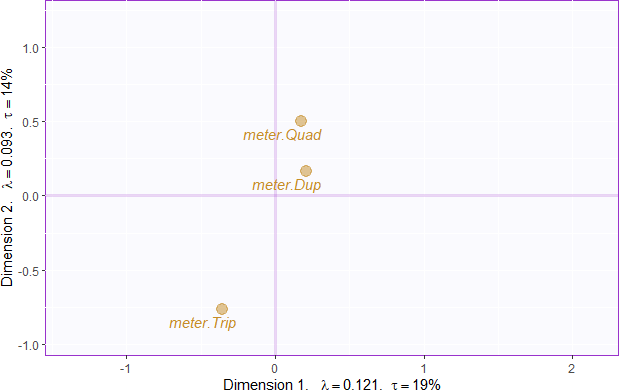 1.0
0.5
meter.Quad
meter.Dup
0.0
-0.5
meter.Trip
-1.0
-1 0 1 2
Dimension 1. λ = 0.121. τ = 19%
Dimension 2. λ = 0.093. τ = 14%